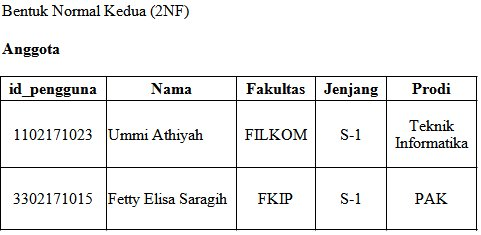 Bentuk Normal Kedua (2NF)
Anggota
id_pengguna Nama Fakultas Jenjang Prodi
1102171023 Ummi Athiyah FILKOM S-1 Teknik
Informatika
3302171015 Fetty Elisa Saragih FKIP S-1 PAK